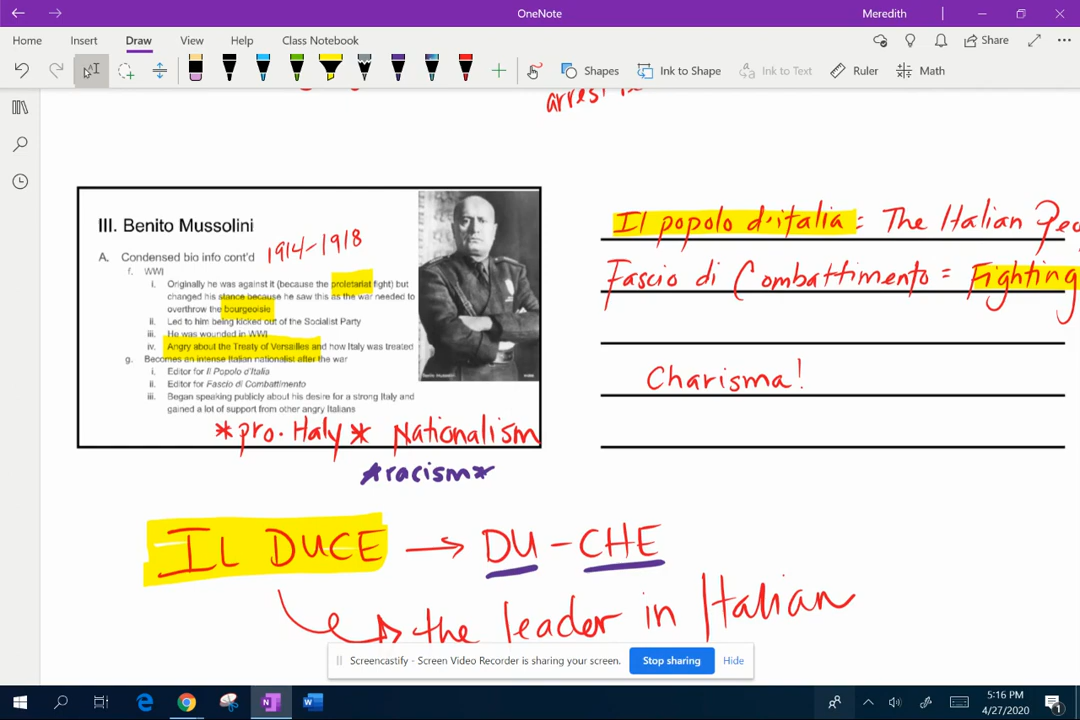 OneNote
Meredith
Home Insert Draw View Help Class Notebook
Share
Shapes Ink to Shape Ink to Text Ruler Math
arrest
III. Benito Mussolini
A. Condensed bio info cont'd
1914-1918
f. WWI
i. Originally he was against it (because the proletariat fight) but
changed his stance because he saw this as the war needed to
overthrow the bourgeoisie
ii. Led to him being kicked out of the Socialist Party
iii. He was wounded in WWI
iv. Angry about the Treaty of Versailles and how Italy was treated
g. Becomes an intense Italian nationalist after the war
i. Editor for Il Popolo d'Italia
ii. Editor for Fascio di Combattimento
iii. Began speaking publicly about his desire for a strong Italy and
gained a lot of support from other angry Italians
*pro. Italy* Nationalism
*racism*
Il popolo d'italia = The Italian Peo
Fascio di Combattimento = Fighting
Charisma!
IL DUCE → DU-CHE
the leader in Italian
Screencastify - Screen Video Recorder is sharing your screen. Stop sharing Hide
5:16 PM
4/27/2020